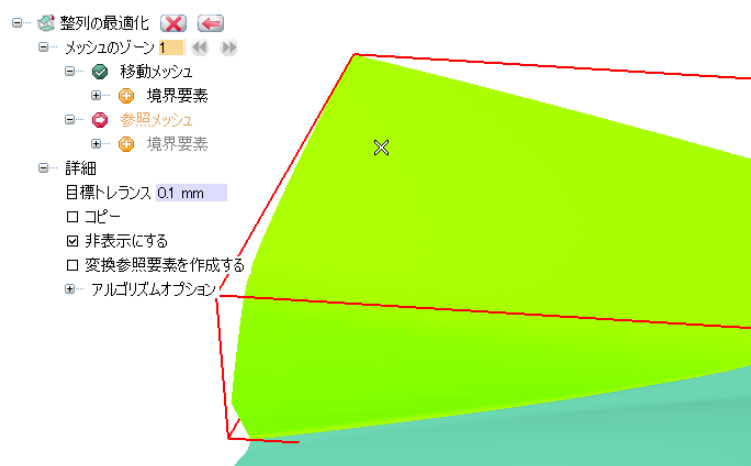 整列の最適化
メッシュのゾーン 1
移動メッシュ
境界要素
参照メッシュ
境界要素
詳細
目標トレランス 0.1 mm
コピー
非表示にする
変換参照要素を作成する
アルゴリズムオプション